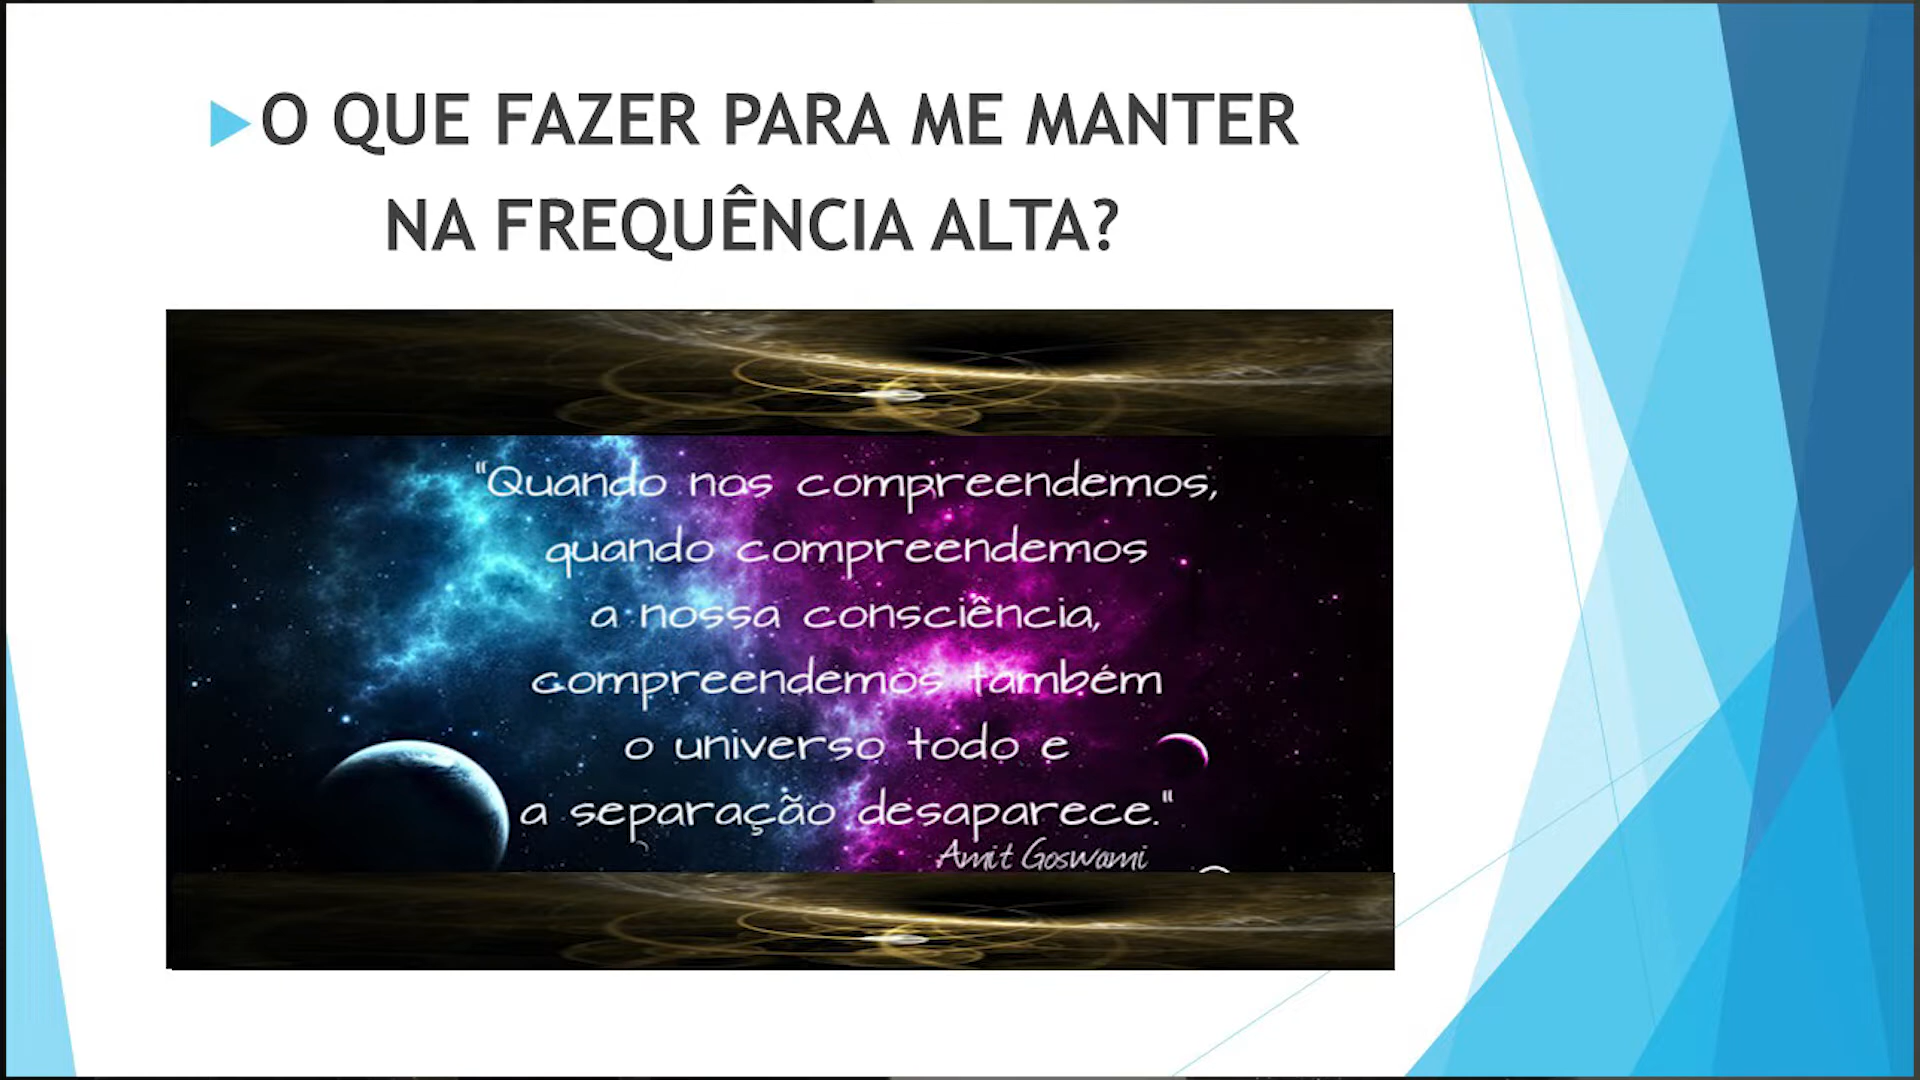 O QUE FAZER PARA ME MANTER
NA FREQUÊNCIA ALTA?
"Quando nos compreendemos,
quando compreendemos
a nossa consciência,
compreendemos também
o universo todo e
a separação desaparece."
Amit Goswami